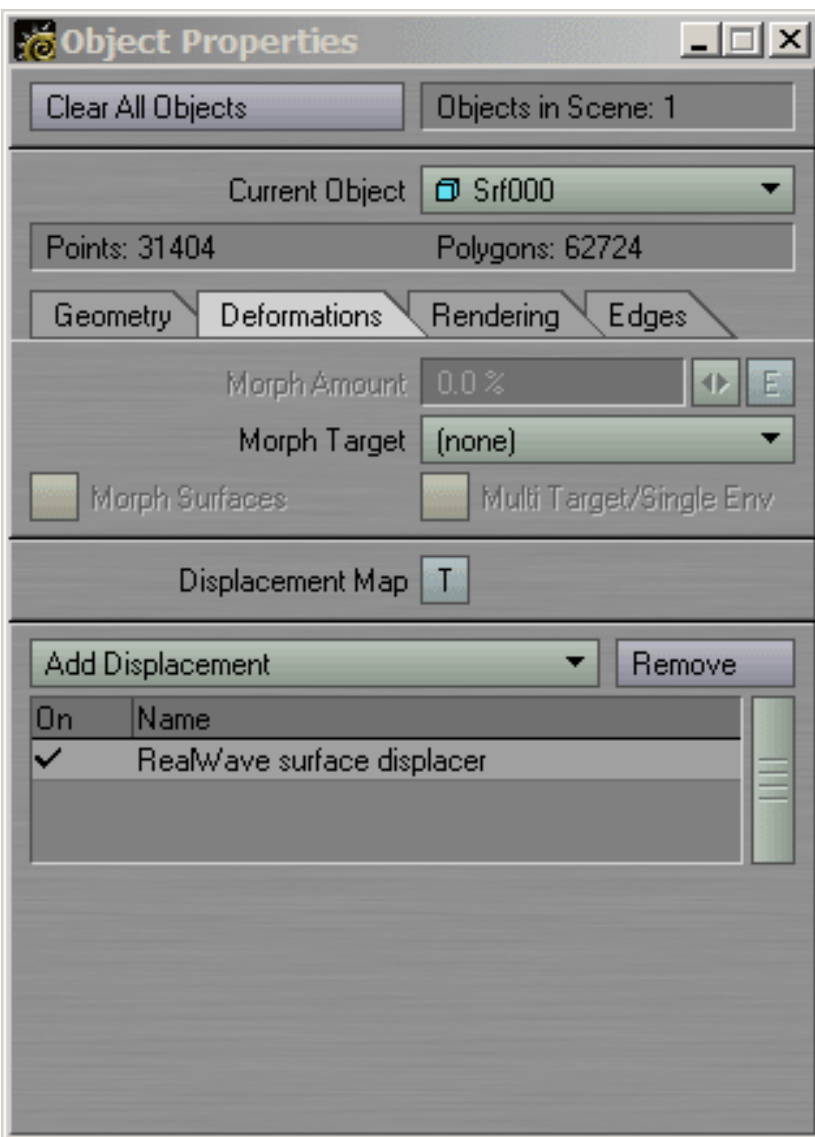 Object Properties
Clear All Objects Objects in Scene: 1
Current Object Srf000
Points: 31404 Polygons: 62724
Geometry Deformations Rendering Edges
Morph Amount 0.0 % E
Morph Target (none)
Morph Surfaces Multi Target/Single Env
Displacement Map T
Add Displacement Remove
On Name
RealWave surface displacer